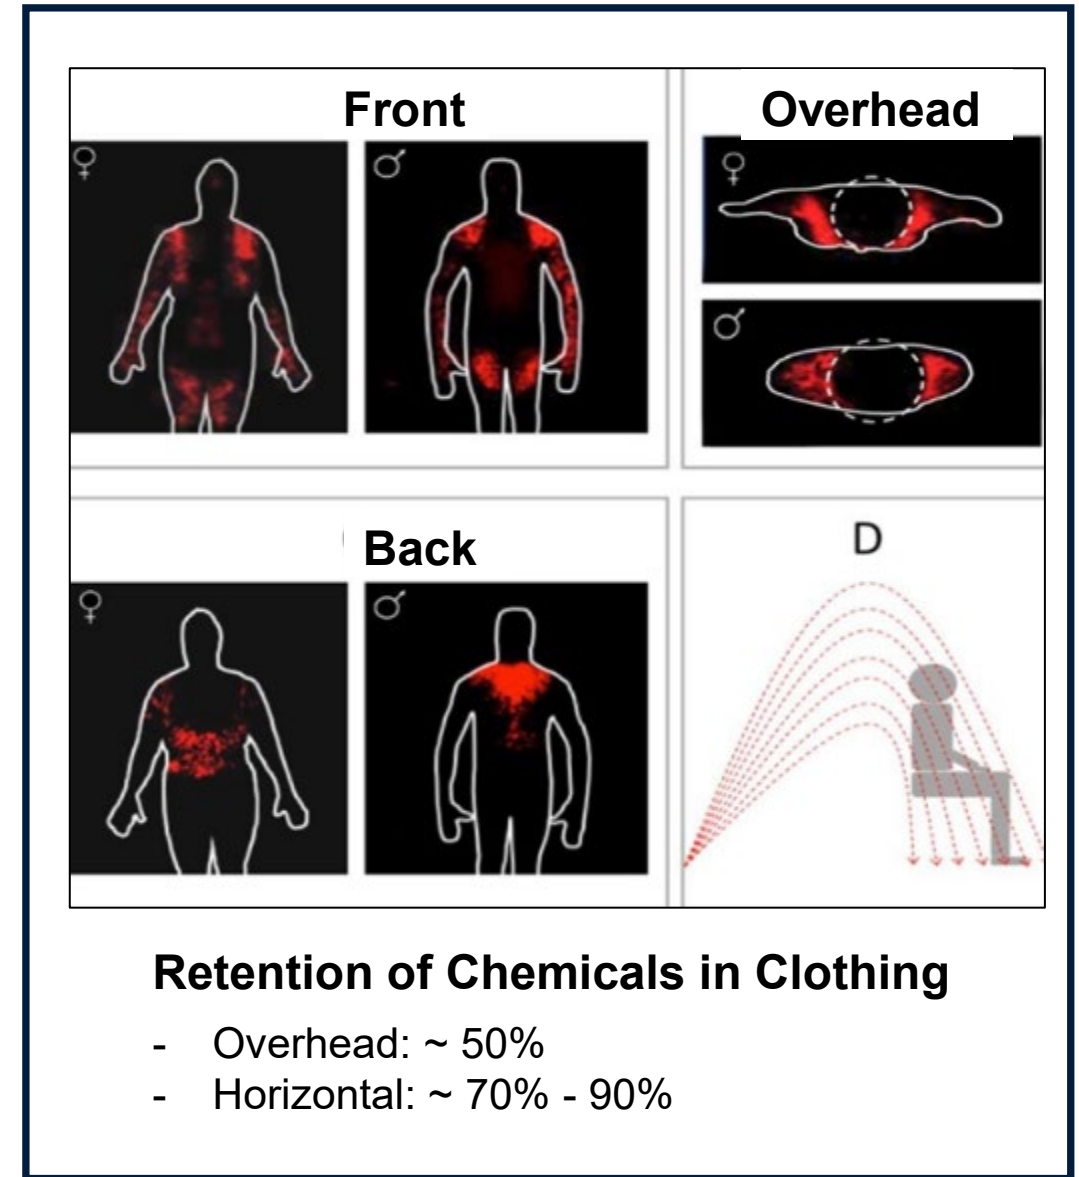 Front
Overhead
♀
♂
♀
♂
Back
D
♀
♂
Retention of Chemicals in Clothing
- Overhead: ~ 50%
- Horizontal: ~ 70% - 90%